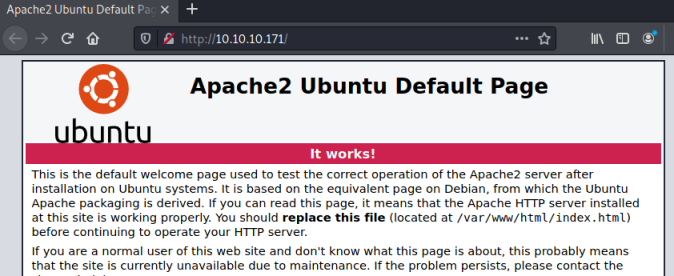 Apache2 Ubuntu Default Pag
http://10.10.10.171/
ubuntu
Apache2 Ubuntu Default Page
It works!
This is the default welcome page used to test the correct operation of the Apache2 server after
installation on Ubuntu systems. It is based on the equivalent page on Debian, from which the Ubuntu
Apache packaging is derived. If you can read this page, it means that the Apache HTTP server installed
at this site is working properly. You should replace this file (located at /var/www/html/index.html)
before continuing to operate your HTTP server.
If you are a normal user of this web site and don't know what this page is about, this probably means
that the site is currently unavailable due to maintenance. If the problem persists, please contact the